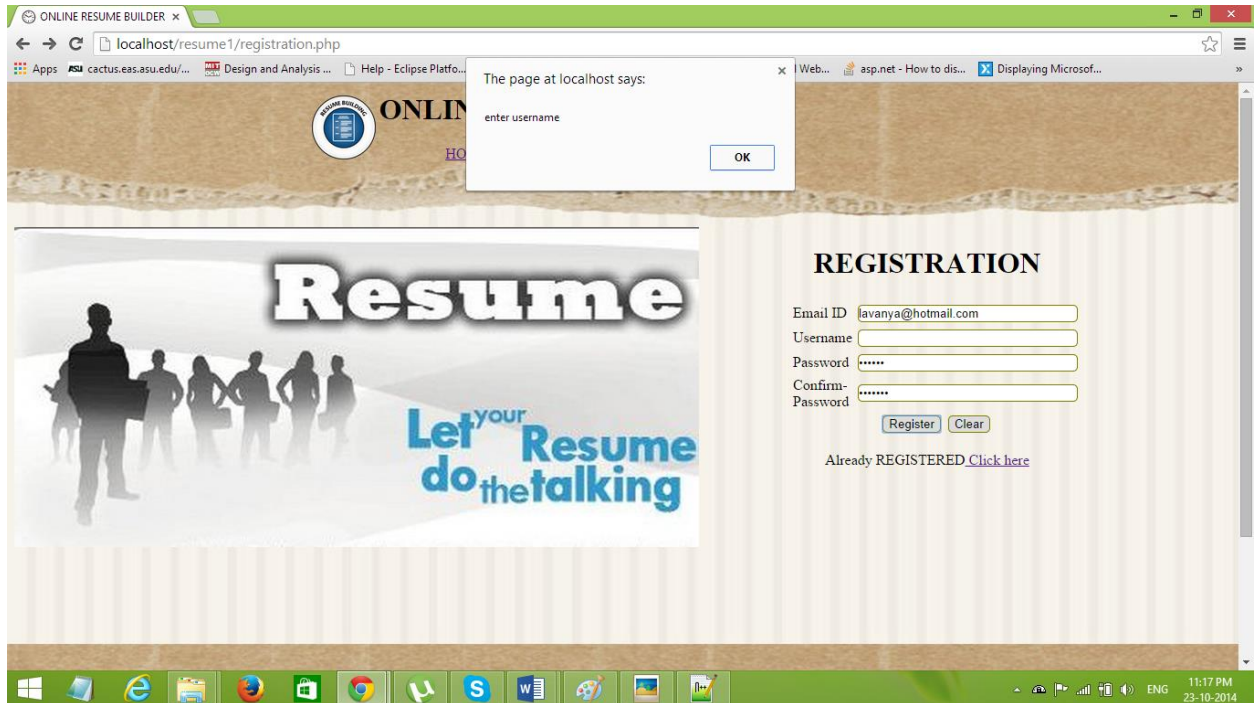 ONLINE RESUME BUILDER
localhost/resume1/registration.php
Apps
ASU cactus.eas.asu.edu/...
MIT Design and Analysis ...
Help - Eclipse Platfo...
Web...
asp.net - How to dis...
Displaying Microsof...
»
The page at localhost says:
enter username
OK
RESUME BUILDING
ONLIN
HO
Resume
Let your Resume
do the talking
REGISTRATION
Email ID lavanya@hotmail.com
Username
Password ••••••
Confirm-
Password •••••••
Register Clear
Already REGISTERED Click here
ENG
11:17 PM
23-10-2014